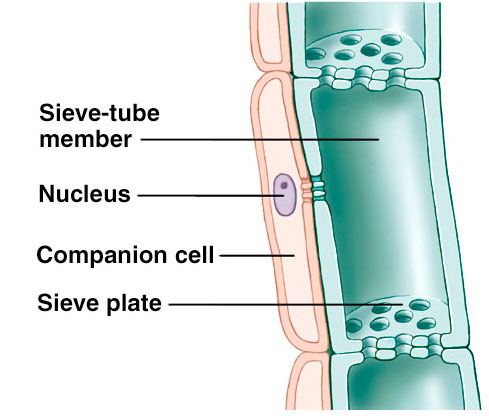 Sieve-tube
member
Nucleus
Companion cell
Sieve plate